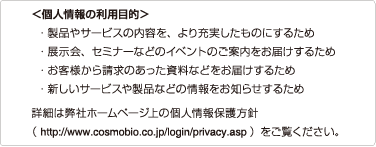 ＜個人情報の利用目的＞
・製品やサービスの内容を、より充実したものにするため
・展示会、セミナーなどのイベントのご案内をお届けするため
・お客様から請求のあった資料などをお届けするため
・新しいサービスや製品などの情報をお知らせするため
詳細は弊社ホームページ上の個人情報保護方針
（ http://www.cosmobio.co.jp/login/privacy.asp ）をご覧ください。